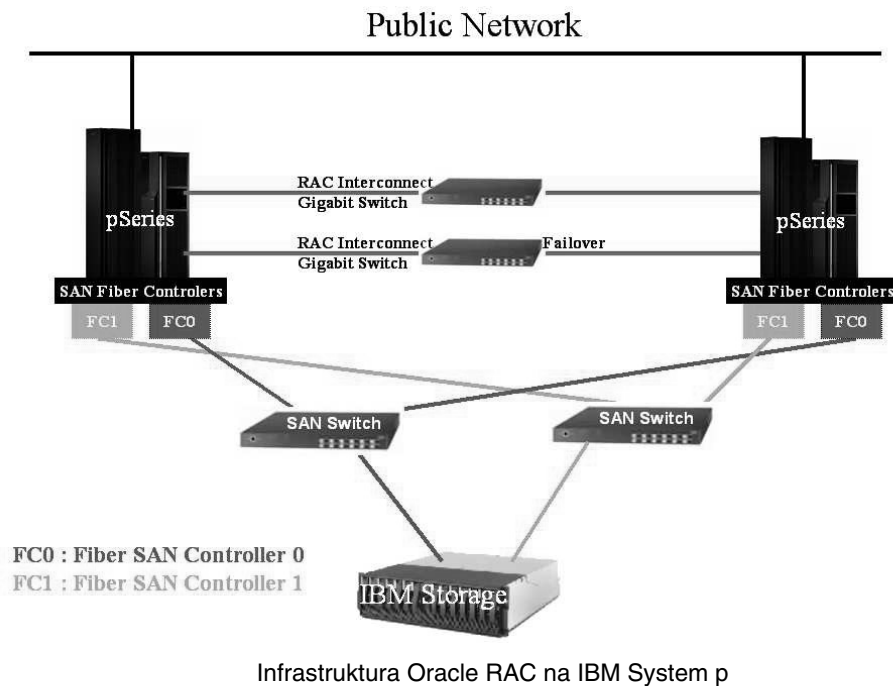 Public Network
RAC Interconnect
Gigabit Switch
pSeries
pSeries
RAC Interconnect
Failover
Gigabit Switch
SAN Fiber Controlers
SAN Fiber Controlers
FC1
FC0
FC1
FC0
SAN Switch
SAN Switch
FC0 : Fiber SAN Controller 0
FC1 : Fiber SAN Controller 1
IBM Storage
Infrastruktura Oracle RAC na IBM System p